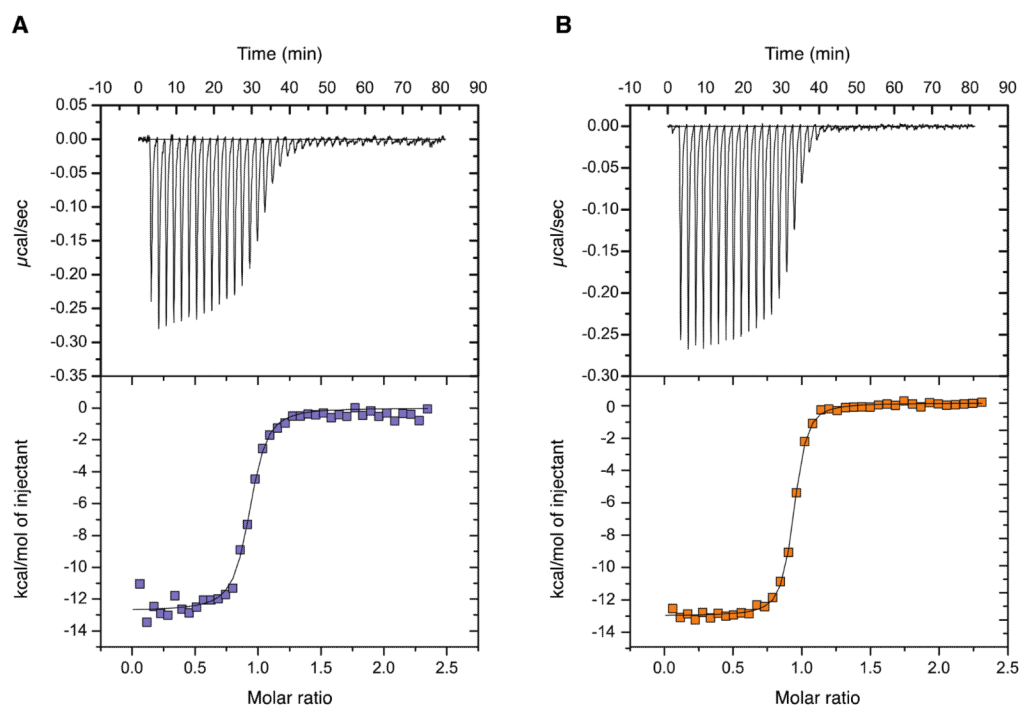 A
Time (min)
-10 0 10 20 30 40 50 60 70 80 90
0.05
0.00
-0.05
-0.10
-0.15
-0.20
-0.25
-0.30
-0.35
µcal/sec
0
-2
-4
-6
-8
-10
-12
-14
kcal/mol of injectant
0.0 0.5 1.0 1.5 2.0 2.5
Molar ratio
B
Time (min)
-10 0 10 20 30 40 50 60 70 80 90
0.00
-0.05
-0.10
-0.15
-0.20
-0.25
-0.30
µcal/sec
0
-2
-4
-6
-8
-10
-12
-14
kcal/mol of injectant
0.0 0.5 1.0 1.5 2.0 2.5
Molar ratio